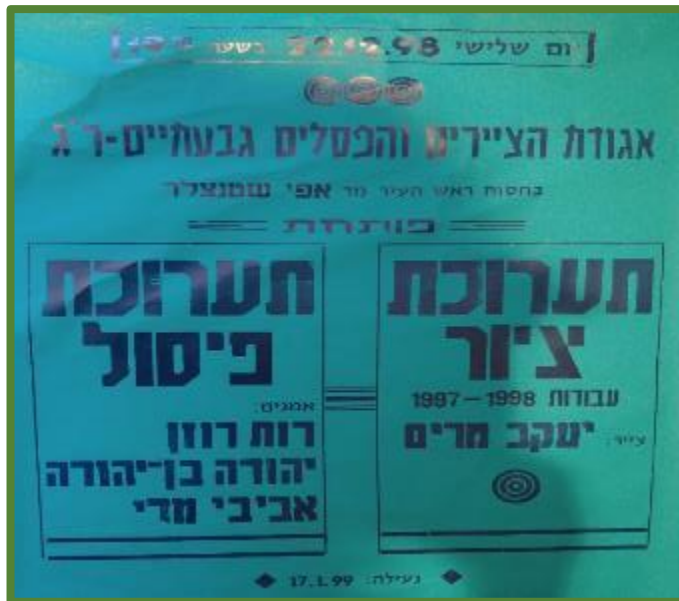 יום שלישי 22.12.98 בשעה
אגודת הציירים והפסלים גבעתיים-ר"ג
בחסות ראש העיר מר אפי שטנצלר
פותחת
תערוכת
ציור
עבודות 1997–1998
צייר: יעקב מרים
תערוכת
פיסול
אמנים:
רות רוזן
יהודה בן-יהודה
אביבי מדי
נעילה: 17.1.99